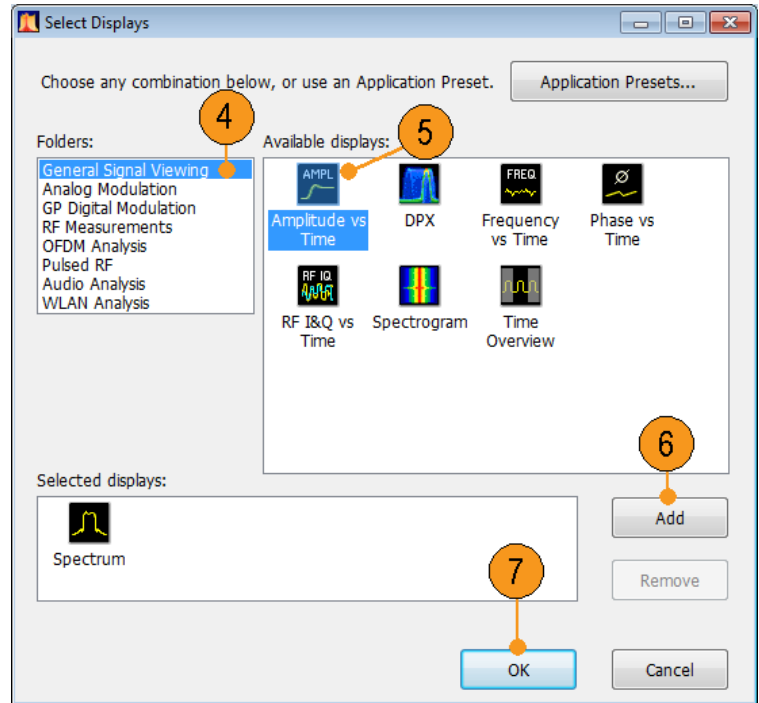 Select Displays
Choose any combination below, or use an Application Preset.
Application Presets...
4
5
Folders:
Available displays:
General Signal Viewing
Analog Modulation
GP Digital Modulation
RF Measurements
OFDM Analysis
Pulsed RF
Audio Analysis
WLAN Analysis
AMPL
Amplitude vs
Time
DPX
FREQ
Frequency
vs Time
Ø
Phase vs
Time
RF IQ
RF I&Q vs
Time
Spectrogram
Time
Overview
6
Selected displays:
Spectrum
Add
Remove
7
OK
Cancel